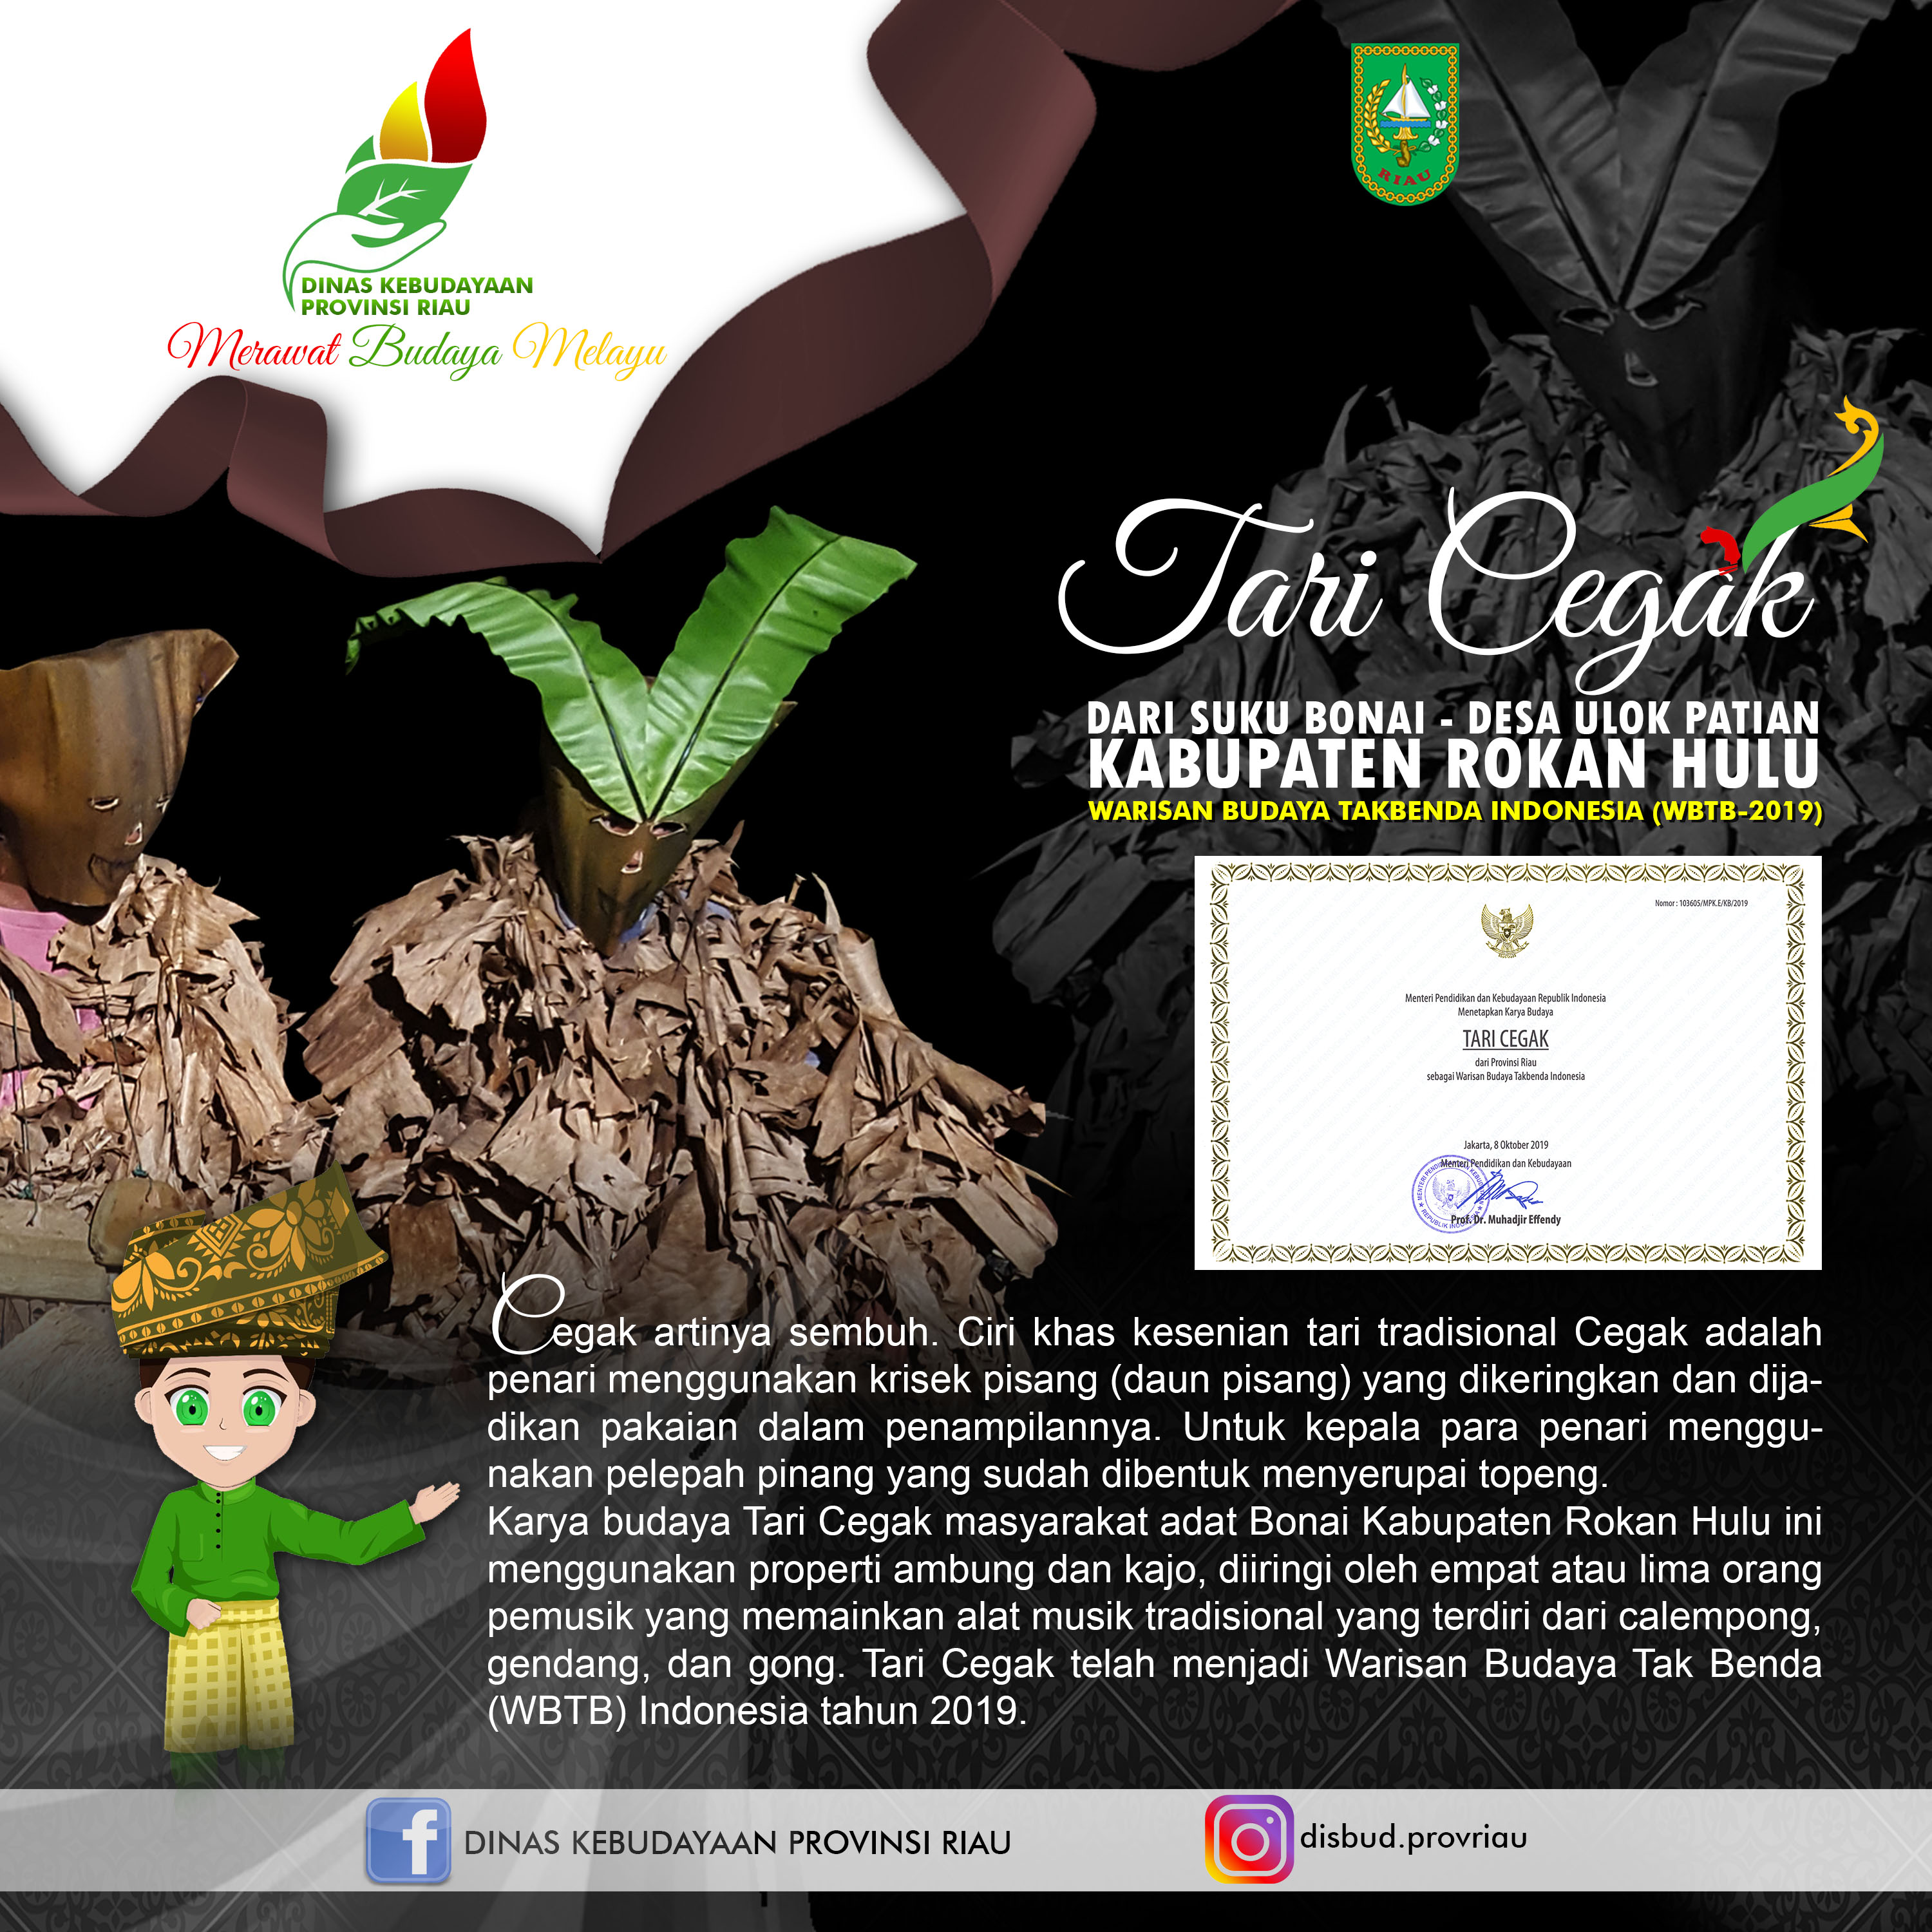 DINAS KEBUDAYAAN
PROVINSI RIAU
Merawat Budaya Melayu
RIAU
Tari Cegak
DARI SUKU BONAI - DESA ULOK PATIAN
KABUPATEN ROKAN HULU
WARISAN BUDAYA TAKBENDA INDONESIA (WBTB-2019)
Nomor : 103605/MPK.E/KB/2019
Menteri Pendidikan dan Kebudayaan Republik Indonesia
Menetapkan Karya Budaya
TARI CEGAK
dari Provinsi Riau
sebagai Warisan Budaya Takbenda Indonesia
Jakarta, 8 Oktober 2019
Menteri Pendidikan dan Kebudayaan
Prof. Dr. Muhadjir Effendy
Cegak artinya sembuh. Ciri khas kesenian tari tradisional Cegak adalah
penari menggunakan krisek pisang (daun pisang) yang dikeringkan dan dija-
dikan pakaian dalam penampilannya. Untuk kepala para penari menggu-
nakan pelepah pinang yang sudah dibentuk menyerupai topeng.
Karya budaya Tari Cegak masyarakat adat Bonai Kabupaten Rokan Hulu ini
menggunakan properti ambung dan kajo, diiringi oleh empat atau lima orang
pemusik yang memainkan alat musik tradisional yang terdiri dari calempong,
gendang, dan gong. Tari Cegak telah menjadi Warisan Budaya Tak Benda
(WBTB) Indonesia tahun 2019.
DINAS KEBUDAYAAN PROVINSI RIAU
disbud.provriau